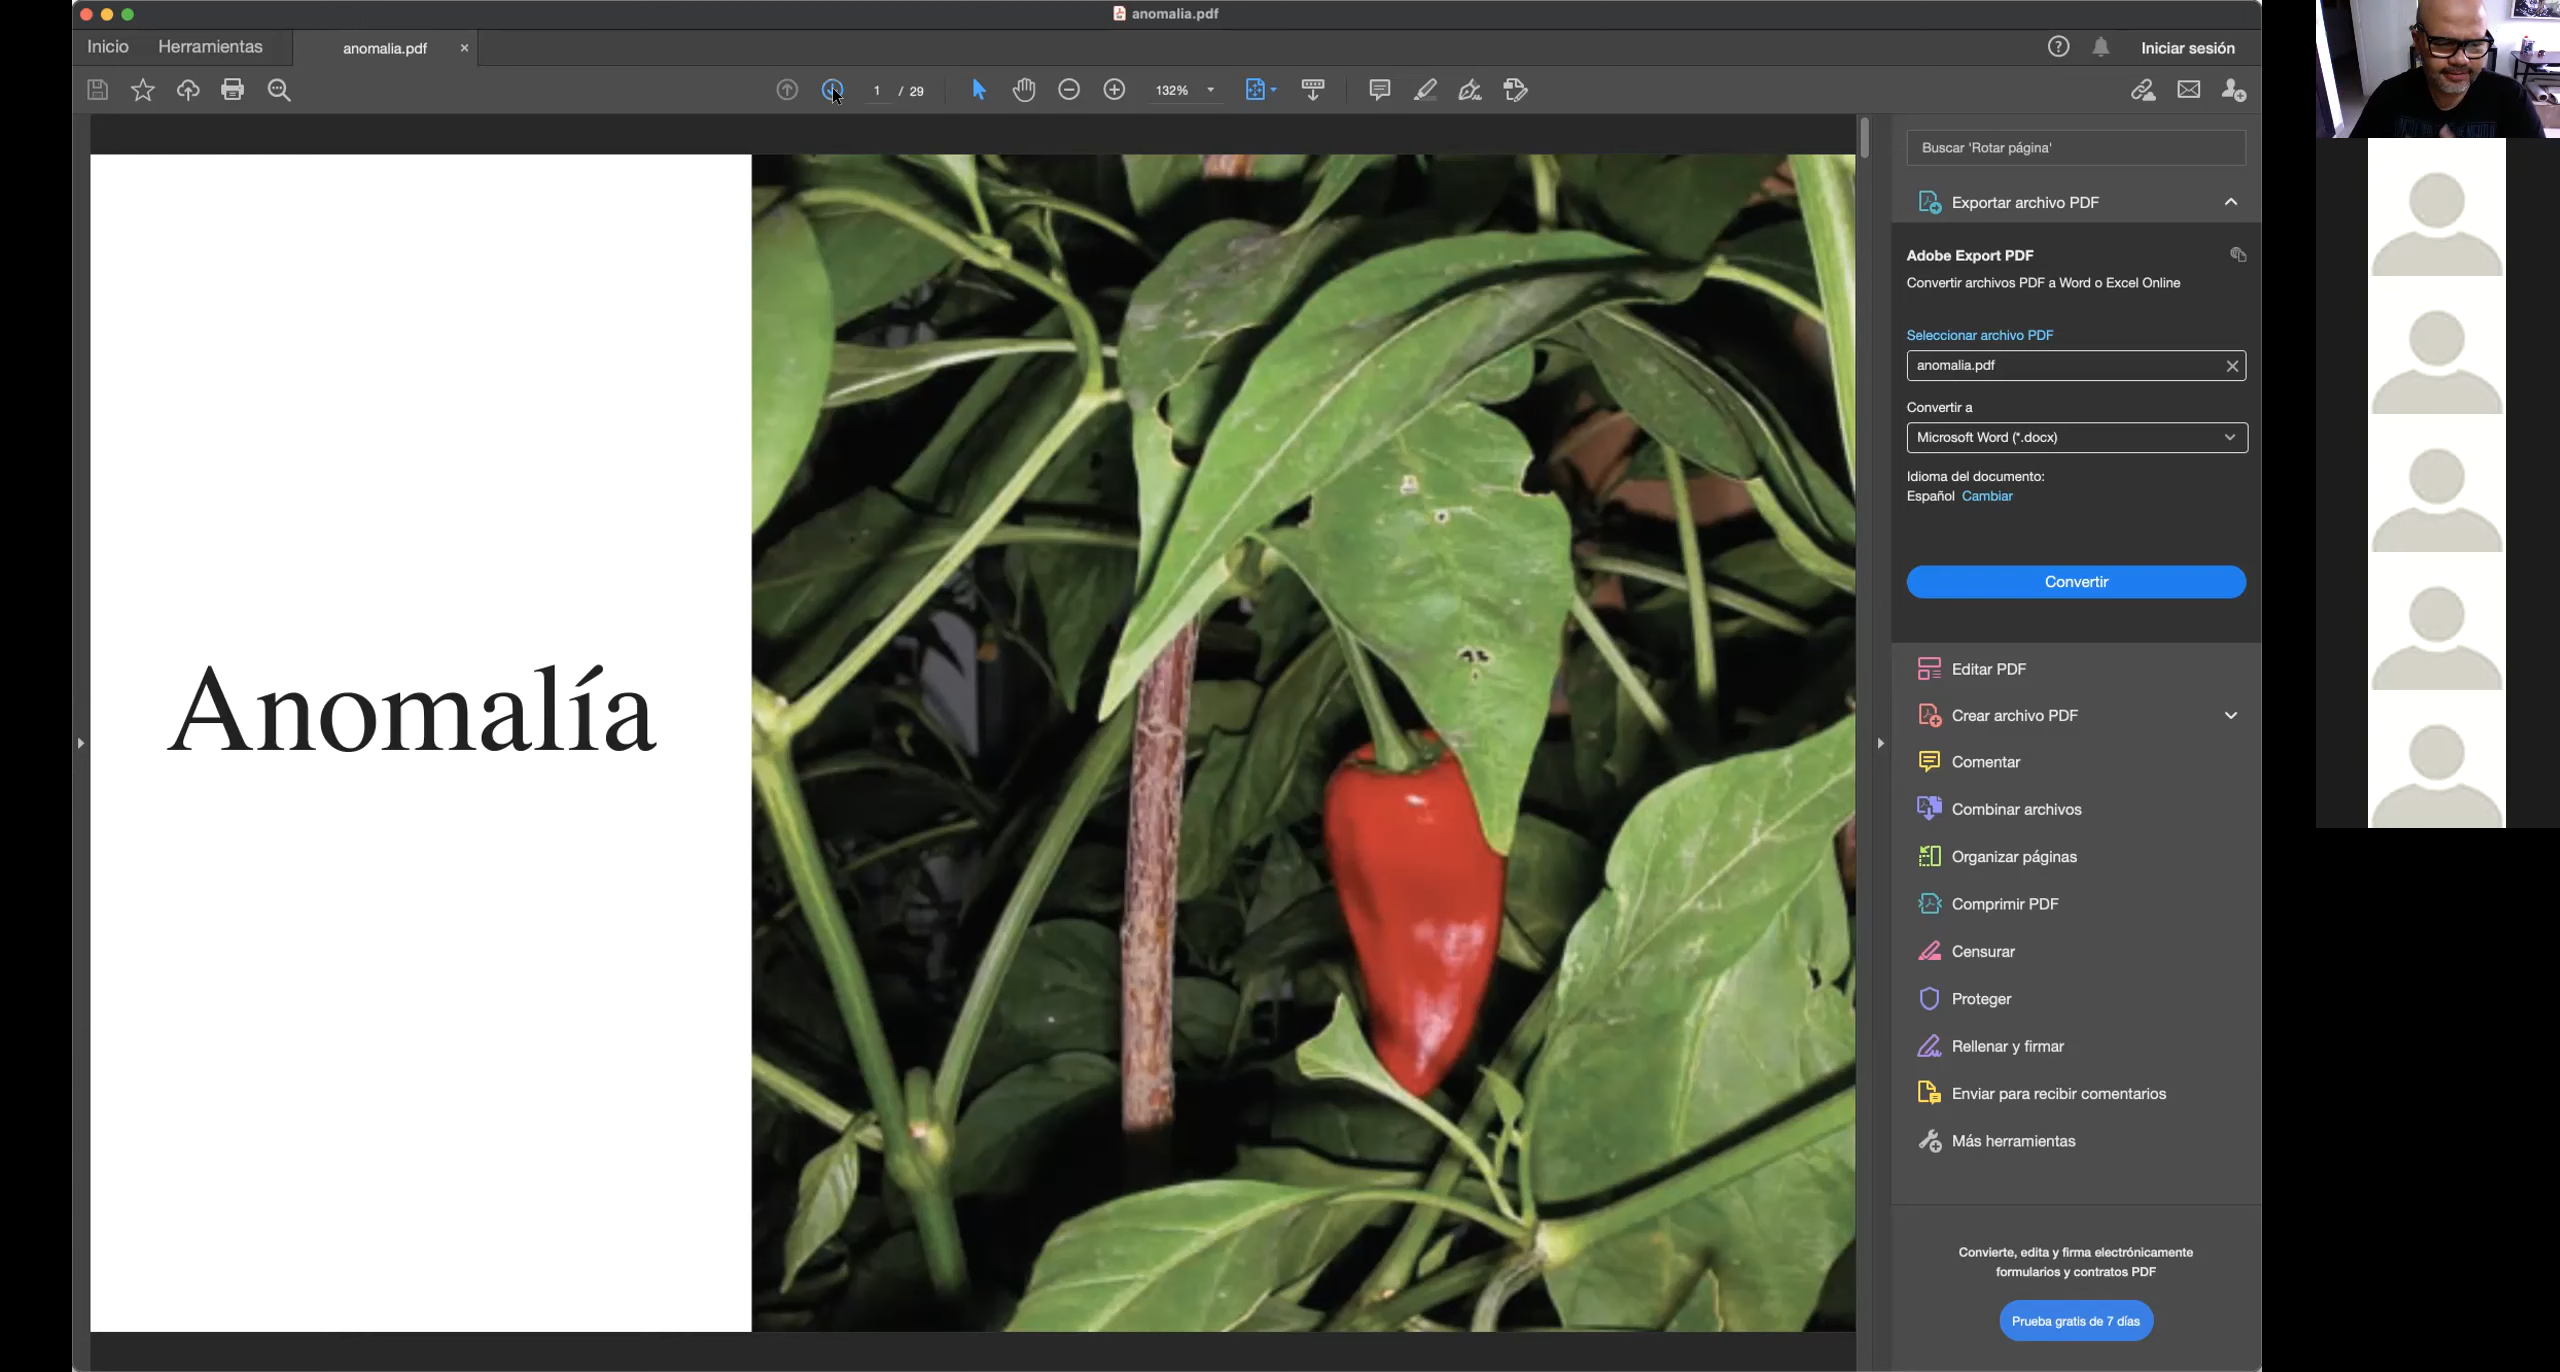 anomalia.pdf
Inicio Herramientas anomalia.pdf
Iniciar sesión
1 / 29 132%
Buscar 'Rotar página'
Exportar archivo PDF
Adobe Export PDF
Convertir archivos PDF a Word o Excel Online
Seleccionar archivo PDF
anomalia.pdf
Convertir a
Microsoft Word (*.docx)
Idioma del documento:
Español Cambiar
Convertir
Anomalía
Editar PDF
Crear archivo PDF
Comentar
Combinar archivos
Organizar páginas
Comprimir PDF
Censurar
Proteger
Rellenar y firmar
Enviar para recibir comentarios
Más herramientas
Convierte, edita y firma electrónicamente
formularios y contratos PDF
Prueba gratis de 7 días